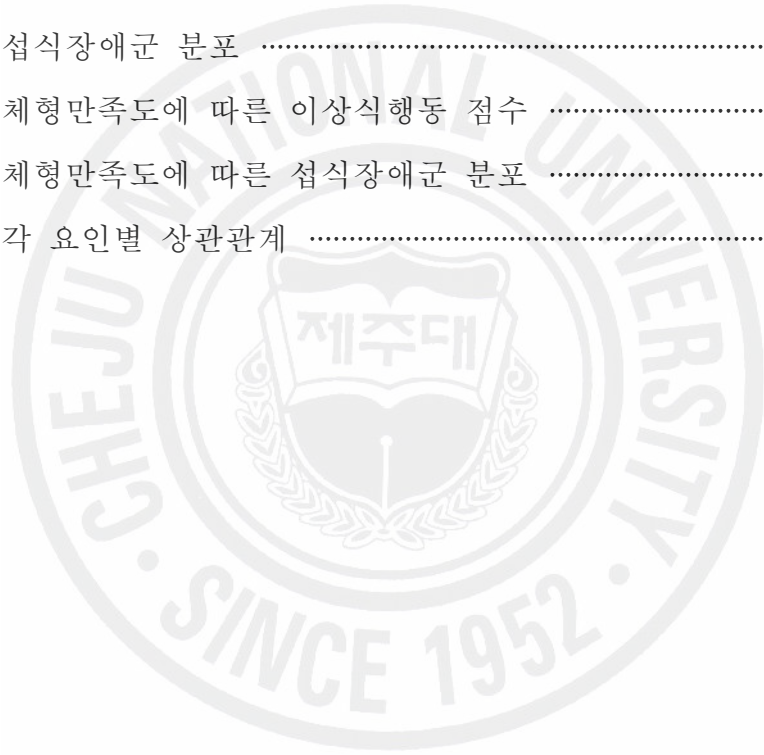 섭식장애군 분포 ………………………………………………………
체형만족도에 따른 이상식행동 점수 ………………………
체형만족도에 따른 섭식장애군 분포 ………………………
각 요인별 상관관계 …………………………………………………
CHEJU NATIONAL UNIVERSITY
제주대
· SINCE 1952 ·